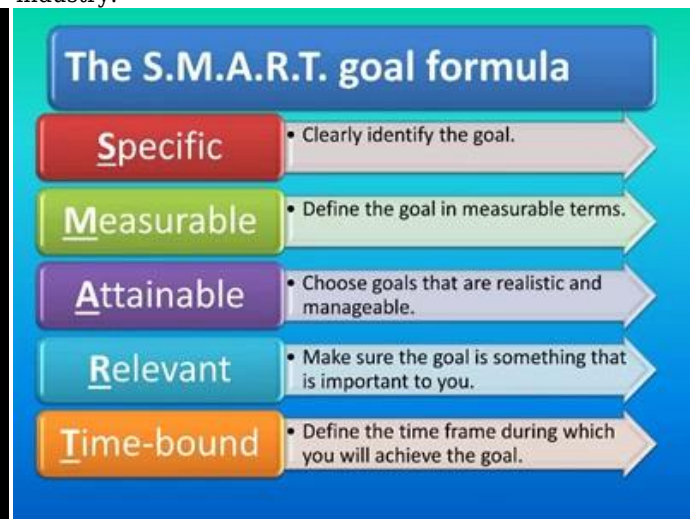 industry.
The S.M.A.R.T. goal formula
Specific
• Clearly identify the goal.
Measurable
• Define the goal in measurable terms.
Attainable
• Choose goals that are realistic and
manageable.
Relevant
• Make sure the goal is something that
is important to you.
Time-bound
• Define the time frame during which
you will achieve the goal.